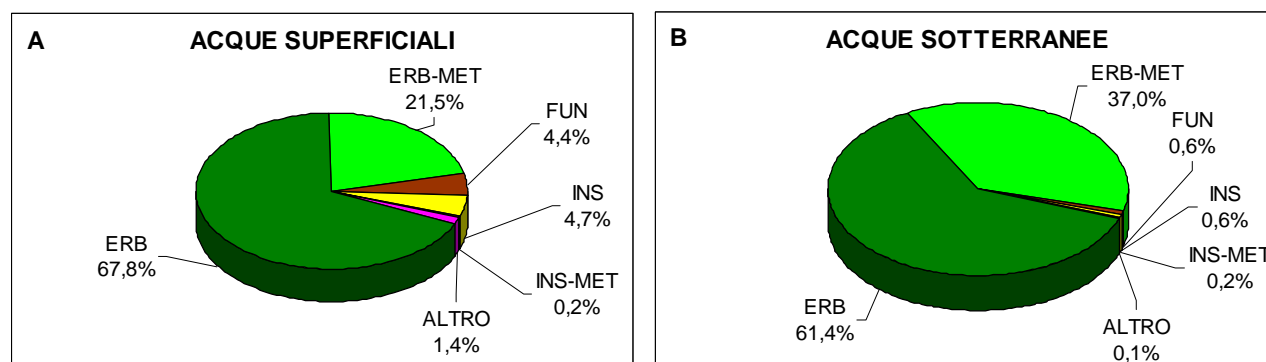 A
ACQUE SUPERFICIALI
ERB-MET
21,5%
FUN
4,4%
INS
4,7%
INS-MET
0,2%
ALTRO
1,4%
ERB
67,8%
B
ACQUE SOTTERRANEE
ERB-MET
37,0%
FUN
0,6%
INS
0,6%
INS-MET
0,2%
ALTRO
0,1%
ERB
61,4%